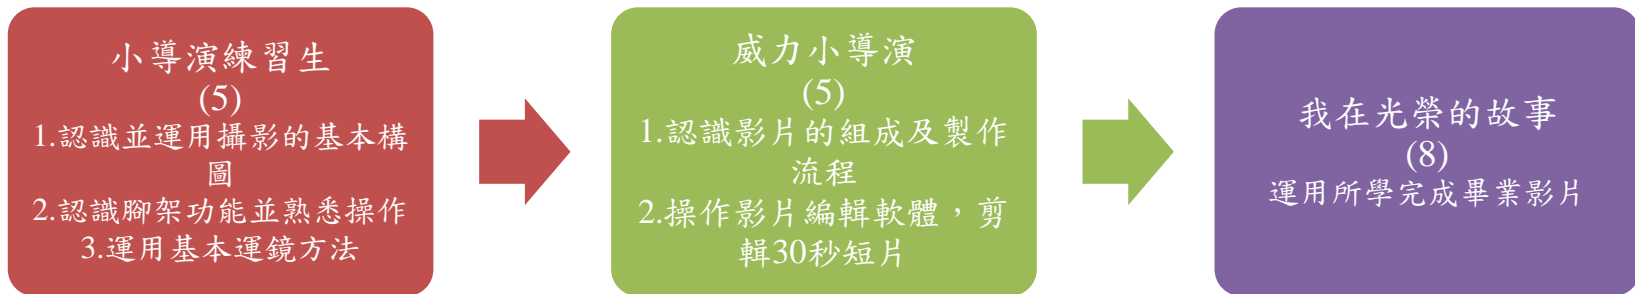 小導演練習生
(5)
1.認識並運用攝影的基本構
圖
2.認識腳架功能並熟悉操作
3.運用基本運鏡方法
威力小導演
(5)
1.認識影片的組成及製作
流程
2.操作影片編輯軟體，剪
輯30秒短片
我在光榮的故事
(8)
運用所學完成畢業影片